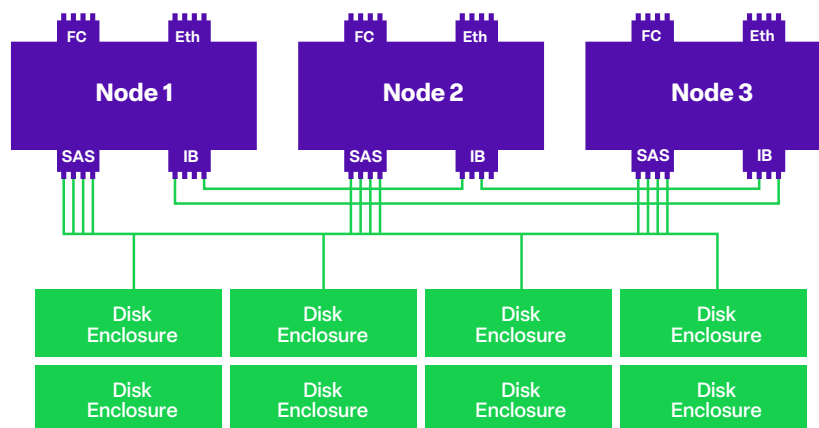 FC Eth FC Eth FC Eth
Node 1 Node 2 Node 3
SAS IB SAS IB SAS IB
Disk Disk Disk Disk
Enclosure Enclosure Enclosure Enclosure
Disk Disk Disk Disk
Enclosure Enclosure Enclosure Enclosure